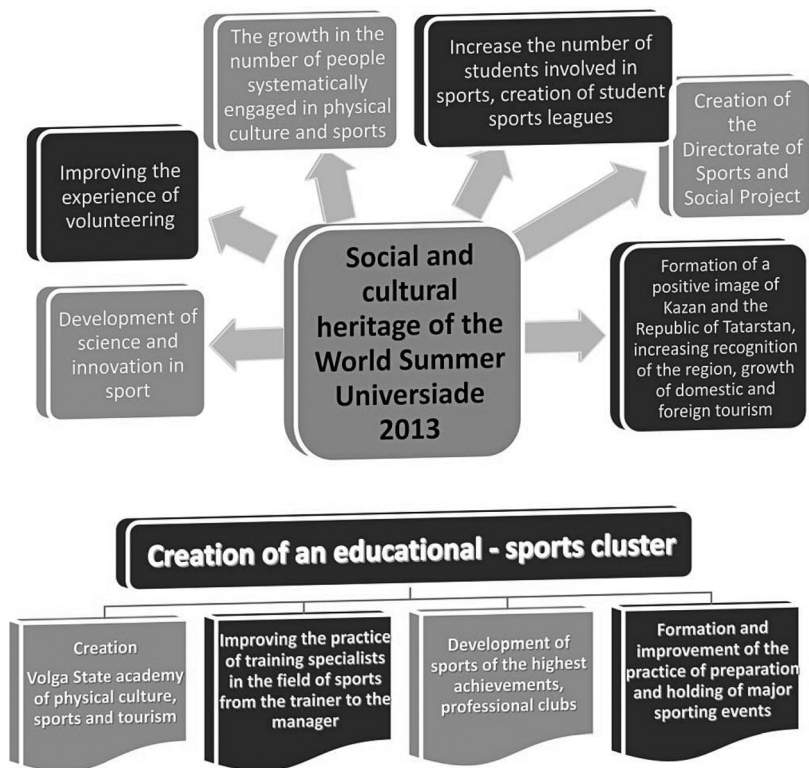 The growth in the
number of people
systematically
engaged in physical
culture and sports
Increase the number of
students involved in
sports, creation of student
sports leagues
Creation of
the
Directorate of
Sports and
Social Project
Improving the
experience of
volunteering
Social and
cultural
heritage of the
World Summer
Universiade
2013
Formation of a
positive image of
Kazan and the
Republic of Tatarstan,
increasing recognition
of the region, growth
of domestic and
foreign tourism
Development of
science and
innovation in
sport
Creation of an educational - sports cluster
Creation
Volga State academy
of physical culture,
sports and tourism
Improving the practice
of training specialists
in the field of sports
from the trainer to the
manager
Development of
sports of the highest
achievements,
professional clubs
Formation and
improvement of the
practice of preparation
and holding of major
sporting events